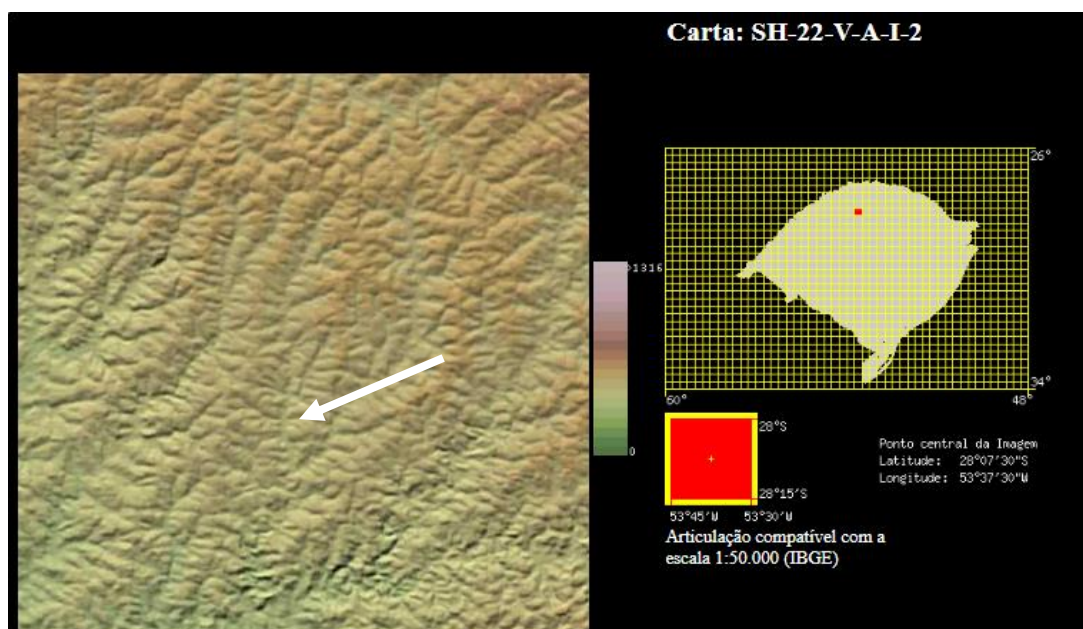 Carta: SH-22-V-A-I-2
26°
1316
0
34°
60°
48°
28°S
Ponto central da Imagem
Latitude: 28°07'30"S
Longitude: 53°37'30"W
28°15'S
53°45'W 53°30'W
Articulação compatível com a
escala 1:50.000 (IBGE)